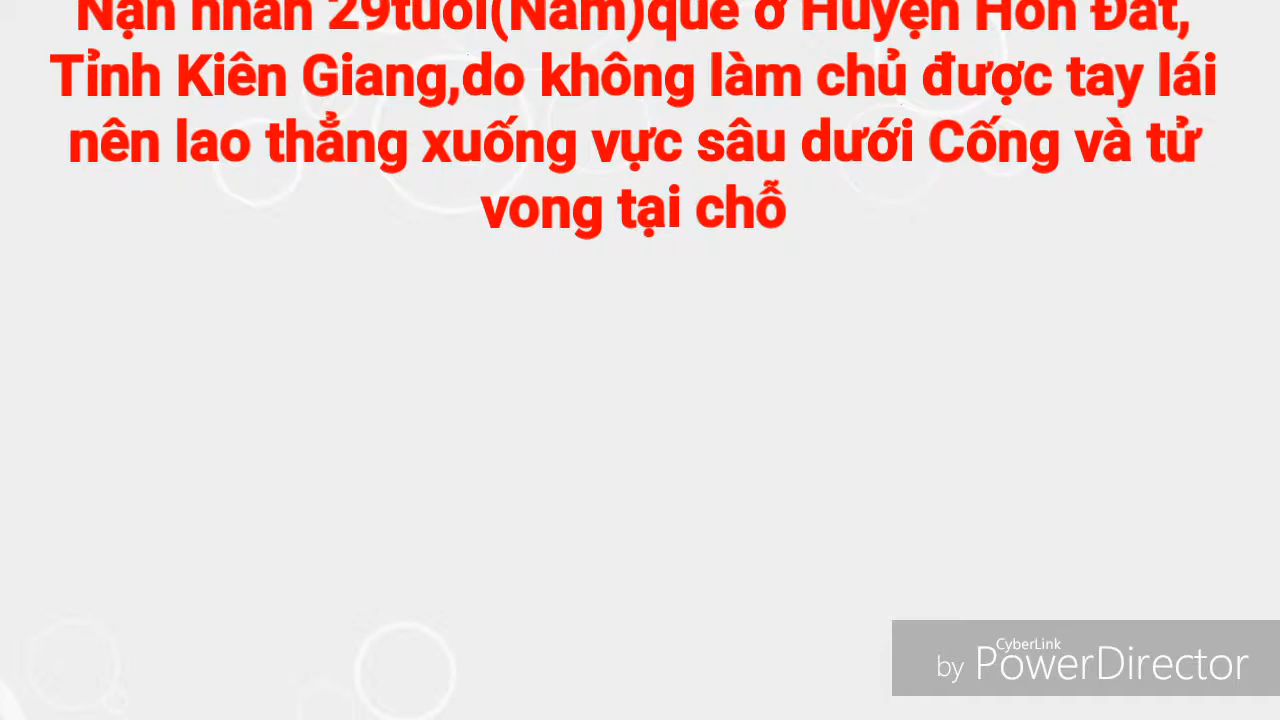 Nạn nhân 29tuổi(Nam)quê ở Huyện Hòn Đất,
Tỉnh Kiên Giang,do không làm chủ được tay lái
nên lao thẳng xuống vực sâu dưới Cống và tử
vong tại chỗ
CyberLink
by PowerDirector